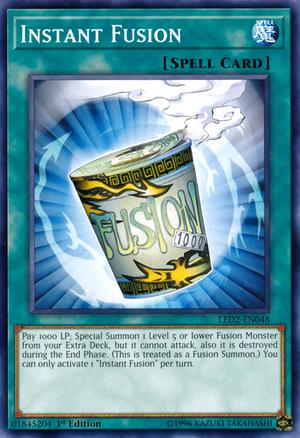 INSTANT FUSION
SPELL
魔
[SPELL CARD]
FUSION
1000
LED2-EN048
Pay 1000 LP; Special Summon 1 Level 5 or lower Fusion Monster
from your Extra Deck, but it cannot attack, also it is destroyed
during the End Phase. (This is treated as a Fusion Summon.) You
can only activate 1 "Instant Fusion" per turn.
01845204 1st Edition ©1996 KAZUKI TAKAHASHI